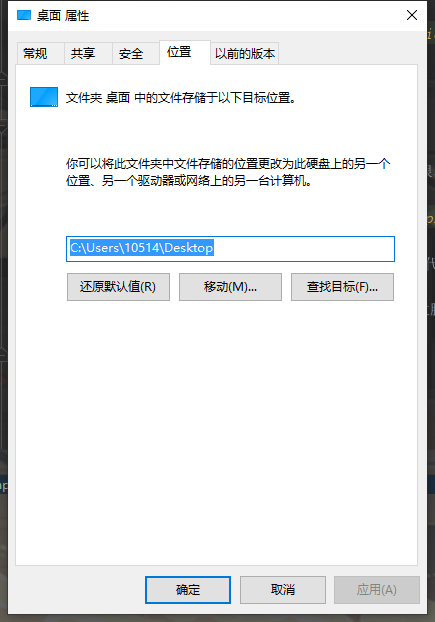 桌面 属性
常规 共享 安全 位置 以前的版本
文件夹 桌面 中的文件存储于以下目标位置。
你可以将此文件夹中文件存储的位置更改为此硬盘上的另一个
位置、另一个驱动器或网络上的另一台计算机。
C:\Users\10514\Desktop
还原默认值(R) 移动(M)... 查找目标(F)...
确定 取消 应用(A)